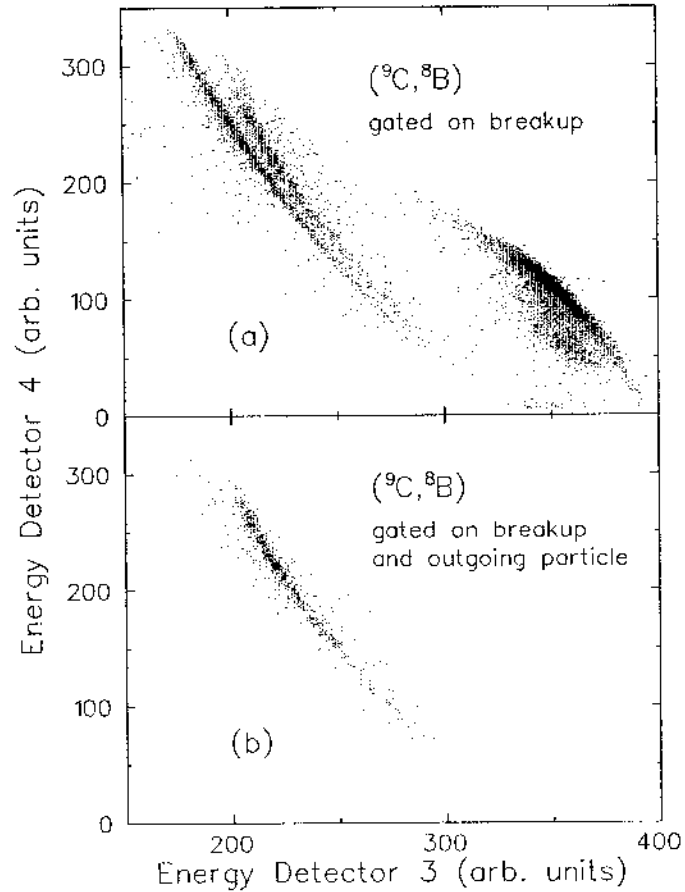 300
200
100
0
(⁹C,⁸B)
gated on breakup
(a)
300
200
100
0
(⁹C,⁸B)
gated on breakup
and outgoing particle
(b)
200
300
400
Energy Detector 3 (arb. units)
Energy Detector 4 (arb. units)